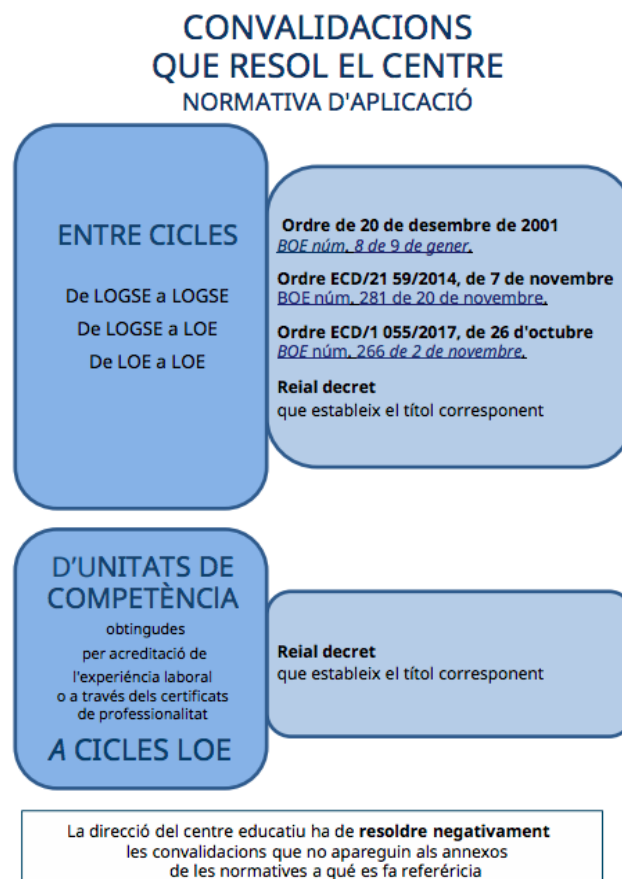 CONVALIDACIONS
QUE RESOL EL CENTRE
NORMATIVA D'APLICACIÓ
ENTRE CICLES
De LOGSE a LOGSE
De LOGSE a LOE
De LOE a LOE
Ordre de 20 de desembre de 2001
BOE núm. 8 de 9 de gener.
Ordre ECD/21 59/2014, de 7 de novembre
BOE núm. 281 de 20 de novembre.
Ordre ECD/1 055/2017, de 26 d'octubre
BOE núm. 266 de 2 de novembre.
Reial decret
que estableix el títol corresponent
D'UNITATS DE
COMPETÈNCIA
obtingudes
per acreditació de
l'experiéncia laboral
o a través dels certificats
de professionalitat
A CICLES LOE
Reial decret
que estableix el títol corresponent
La direcció del centre educatiu ha de resoldre negativament
les convalidacions que no apareguin als annexos
de les normatives a qué es fa referéricia